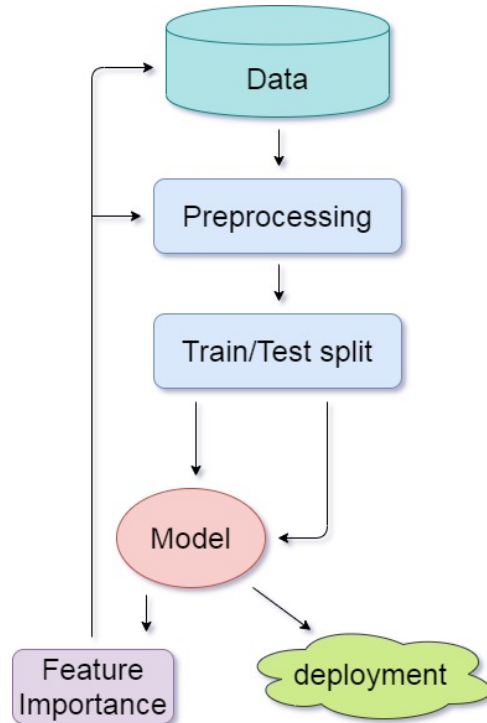 Data
Preprocessing
Train/Test split
Model
Feature
Importance
deployment